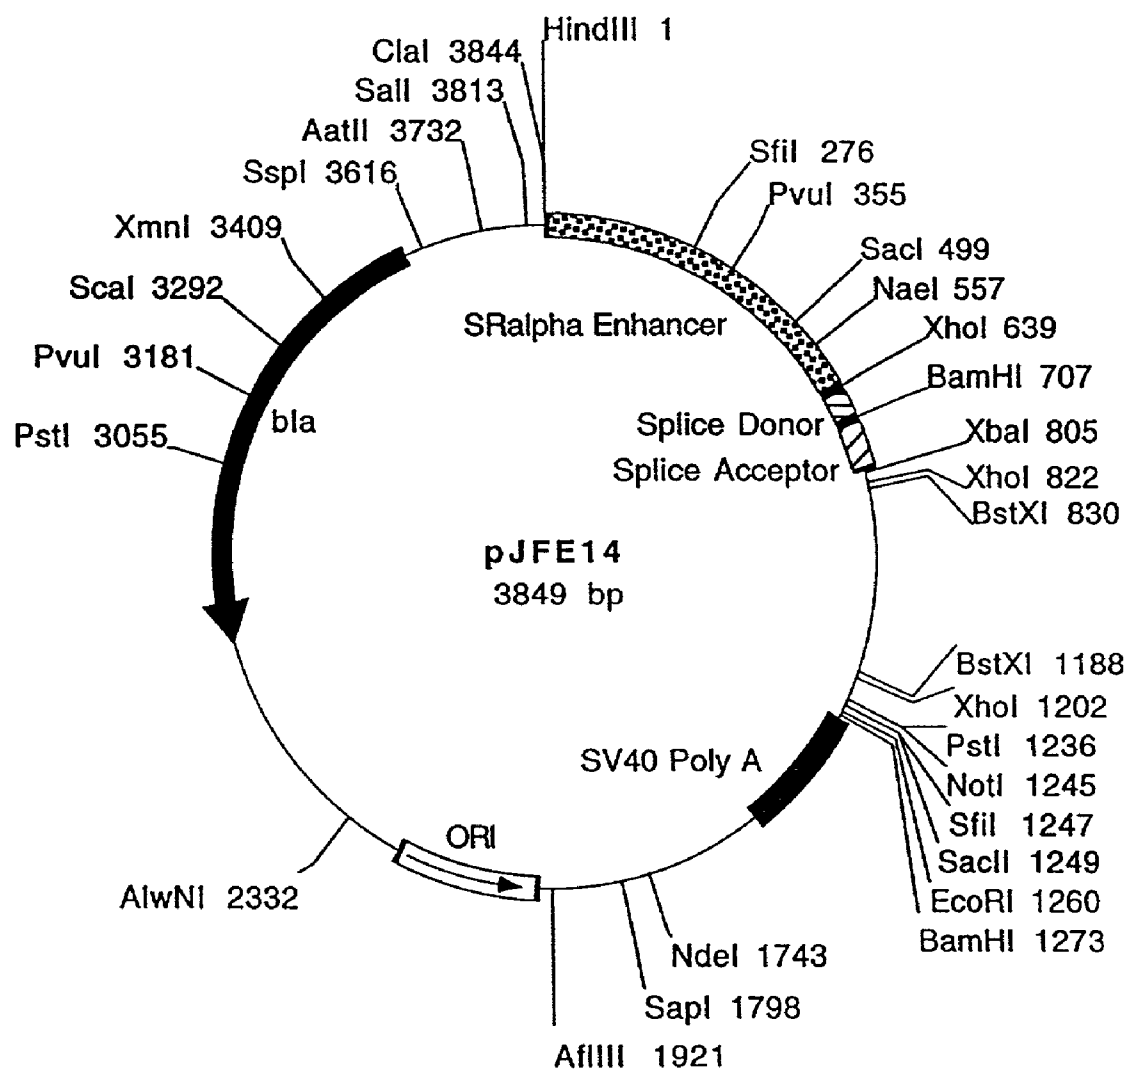 HindIII 1
ClaI 3844
SalI 3813
AatII 3732
SspI 3616
XmnI 3409
ScaI 3292
PvuI 3181
PstI 3055
bla
SfiI 276
PvuI 355
SacI 499
NaeI 557
XhoI 639
BamHI 707
XbaI 805
XhoI 822
BstXI 830
SRalpha Enhancer
Splice Donor
Splice Acceptor
pJFE14
3849 bp
BstXI 1188
XhoI 1202
PstI 1236
NotI 1245
SfiI 1247
SacII 1249
EcoRI 1260
BamHI 1273
SV40 Poly A
ORI
AlwNI 2332
NdeI 1743
SapI 1798
AflIII 1921